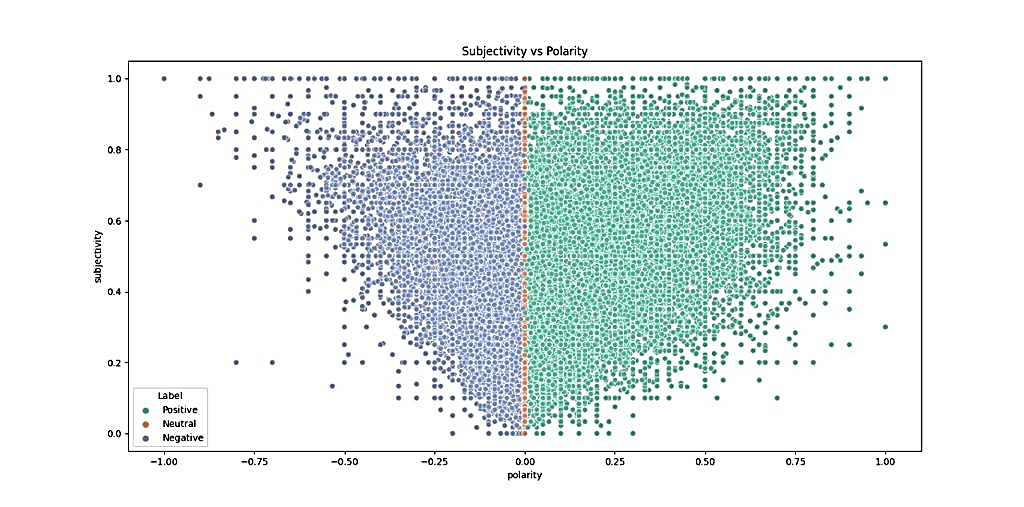 Subjectivity vs Polarity
1.0
0.8
0.6
0.4
0.2
0.0
subjectivity
Label
Positive
Neutral
Negative
−1.00 −0.75 −0.50 −0.25 0.00 0.25 0.50 0.75 1.00
polarity